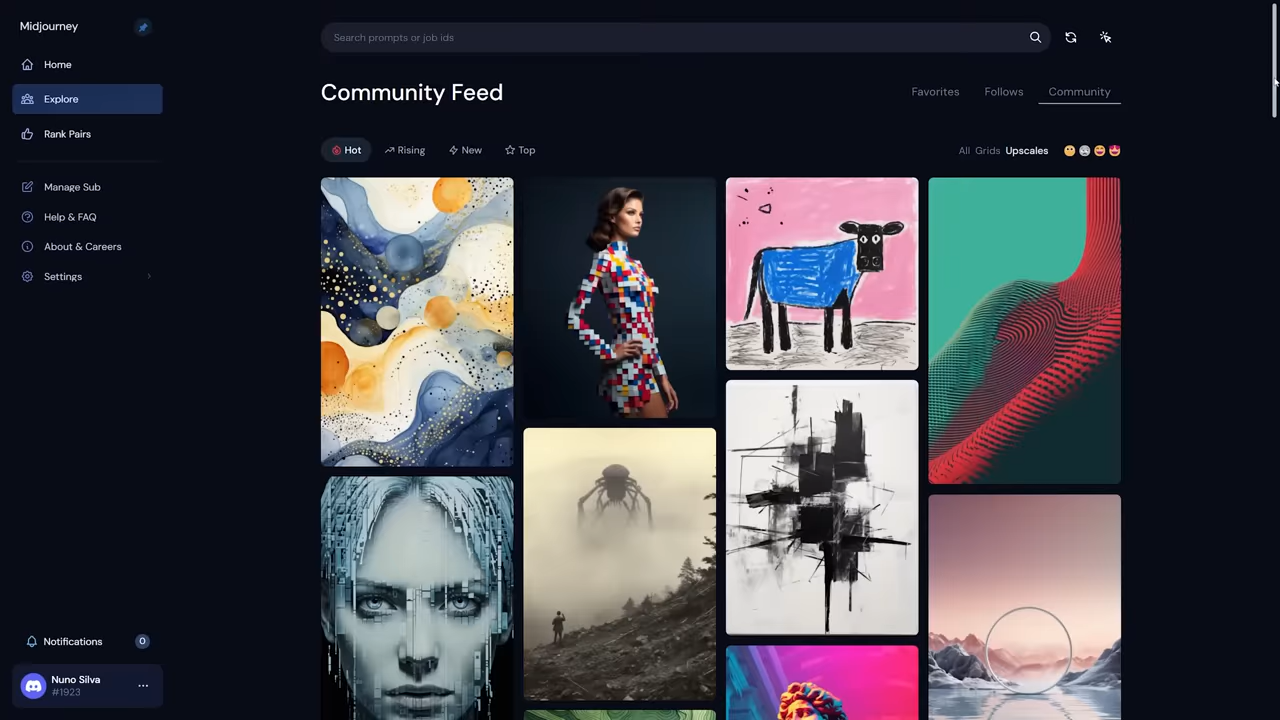 Midjourney
Home
Explore
Rank Pairs
Manage Sub
Help & FAQ
About & Careers
Settings
Notifications 0
Nuno Silva
#1923
Search prompts or job ids
Community Feed
Favorites Follows Community
Hot Rising New Top
All Grids Upscales